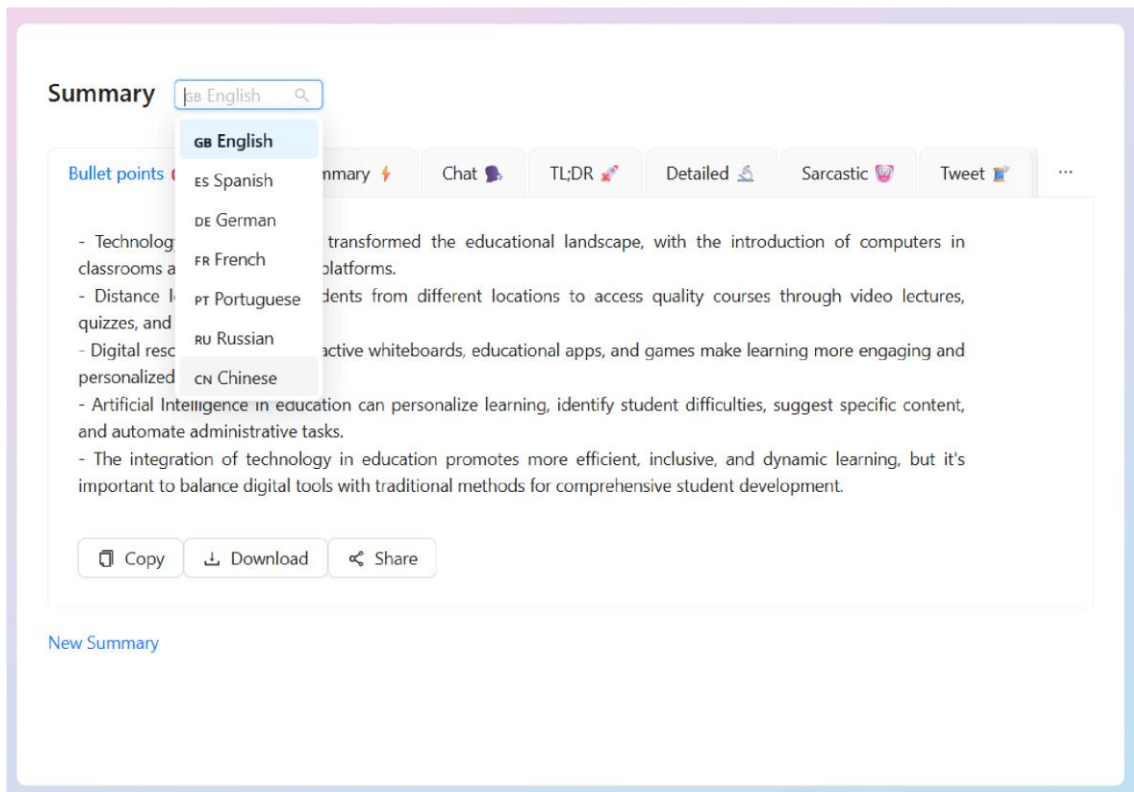 Summary GB English
GB English
ES Spanish
DE German
FR French
PT Portuguese
RU Russian
CN Chinese
Bullet points Chat TL;DR Detailed Sarcastic Tweet ...
- transformed the educational landscape, with the introduction of computers in
classrooms platforms.
- Distance from different locations to access quality courses through video lectures,
quizzes, and
- Digital whiteboards, educational apps, and games make learning more engaging and
personalized
- Artificial Intelligence in education can personalize learning, identify student difficulties, suggest specific content,
and automate administrative tasks.
- The integration of technology in education promotes more efficient, inclusive, and dynamic learning, but it's
important to balance digital tools with traditional methods for comprehensive student development.
Copy Download Share
New Summary